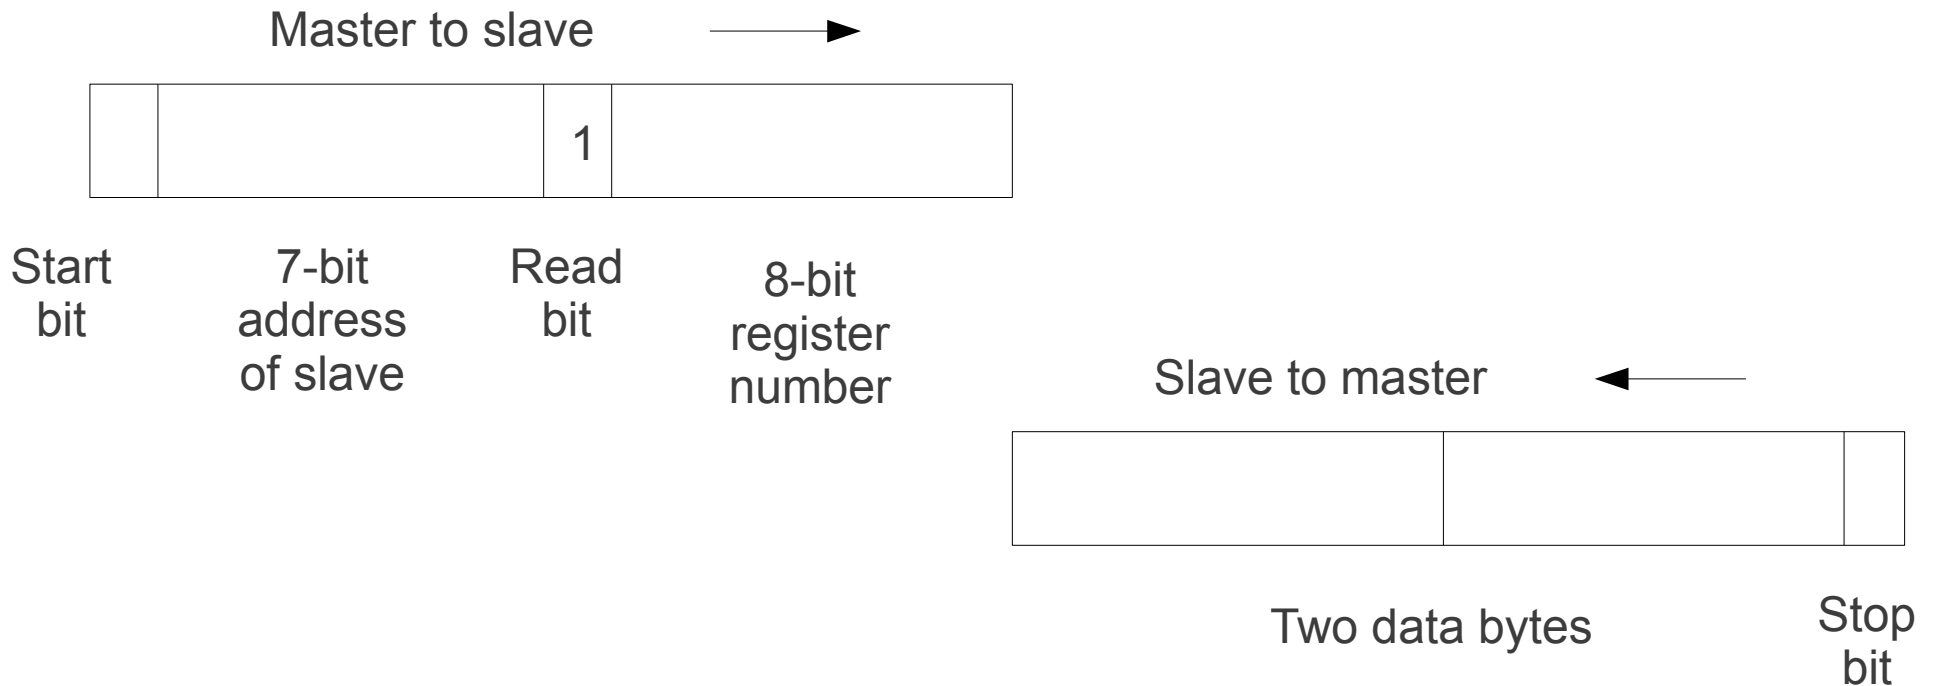 Master to slave
1
Start
bit
7-bit
address
of slave
Read
bit
8-bit
register
number
Slave to master
Two data bytes
Stop
bit